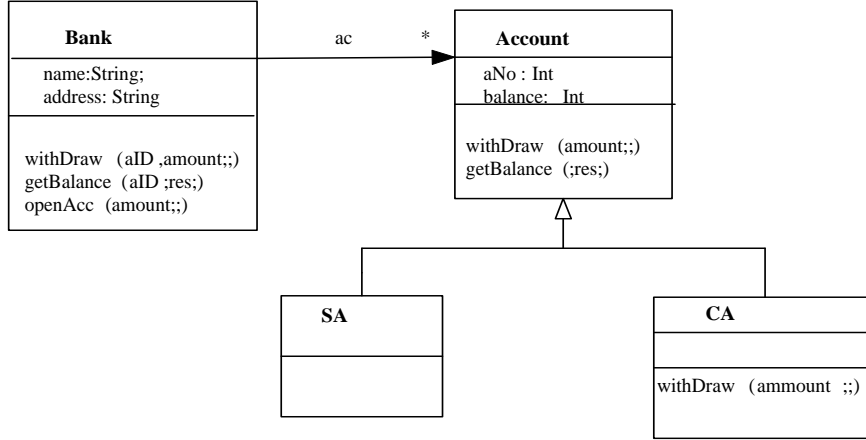 Bank
name:String;
address: String
withDraw (aID ,amount;;)
getBalance (aID ;res;)
openAcc (amount;;)
ac *
Account
aNo : Int
balance: Int
withDraw (amount;;)
getBalance (;res;)
SA
CA
withDraw (ammount ;;)